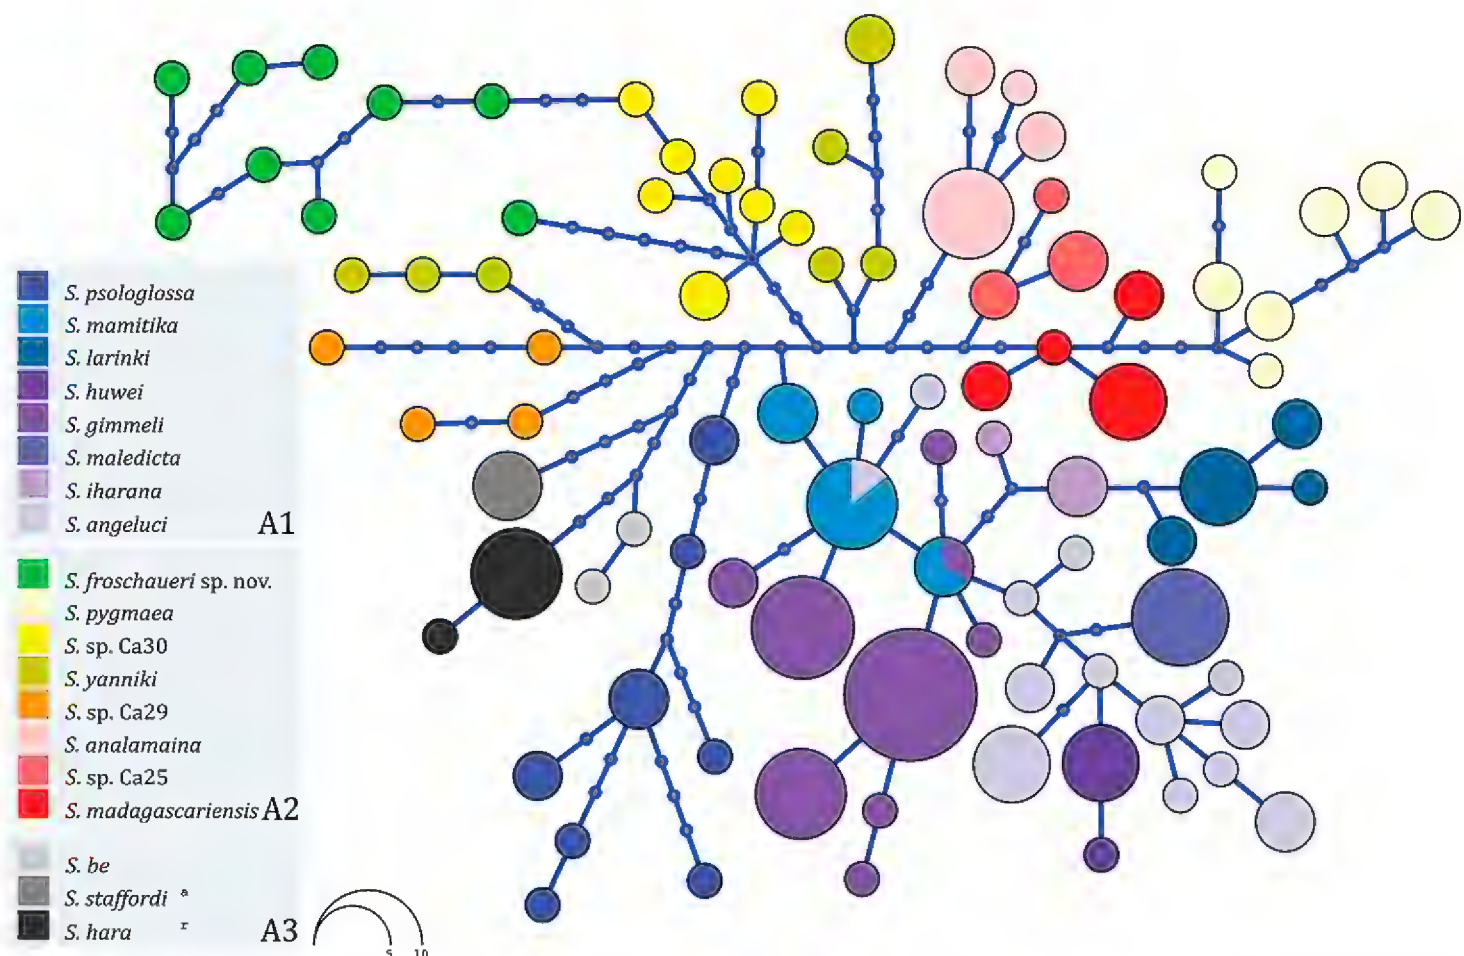 S. psologlossa
S. mamitika
S. larinki
S. huwei
S. gimmeli
S. maledicta
S. iharana
S. angeluci A1
S. froschaueri sp. nov.
S. pygmaea
S. sp. Ca30
S. yanniki
S. sp. Ca29
S. analamaina
S. sp. Ca25
S. madagascariensis A2
S. be
S. staffordi a
S. hara r A3
5 10